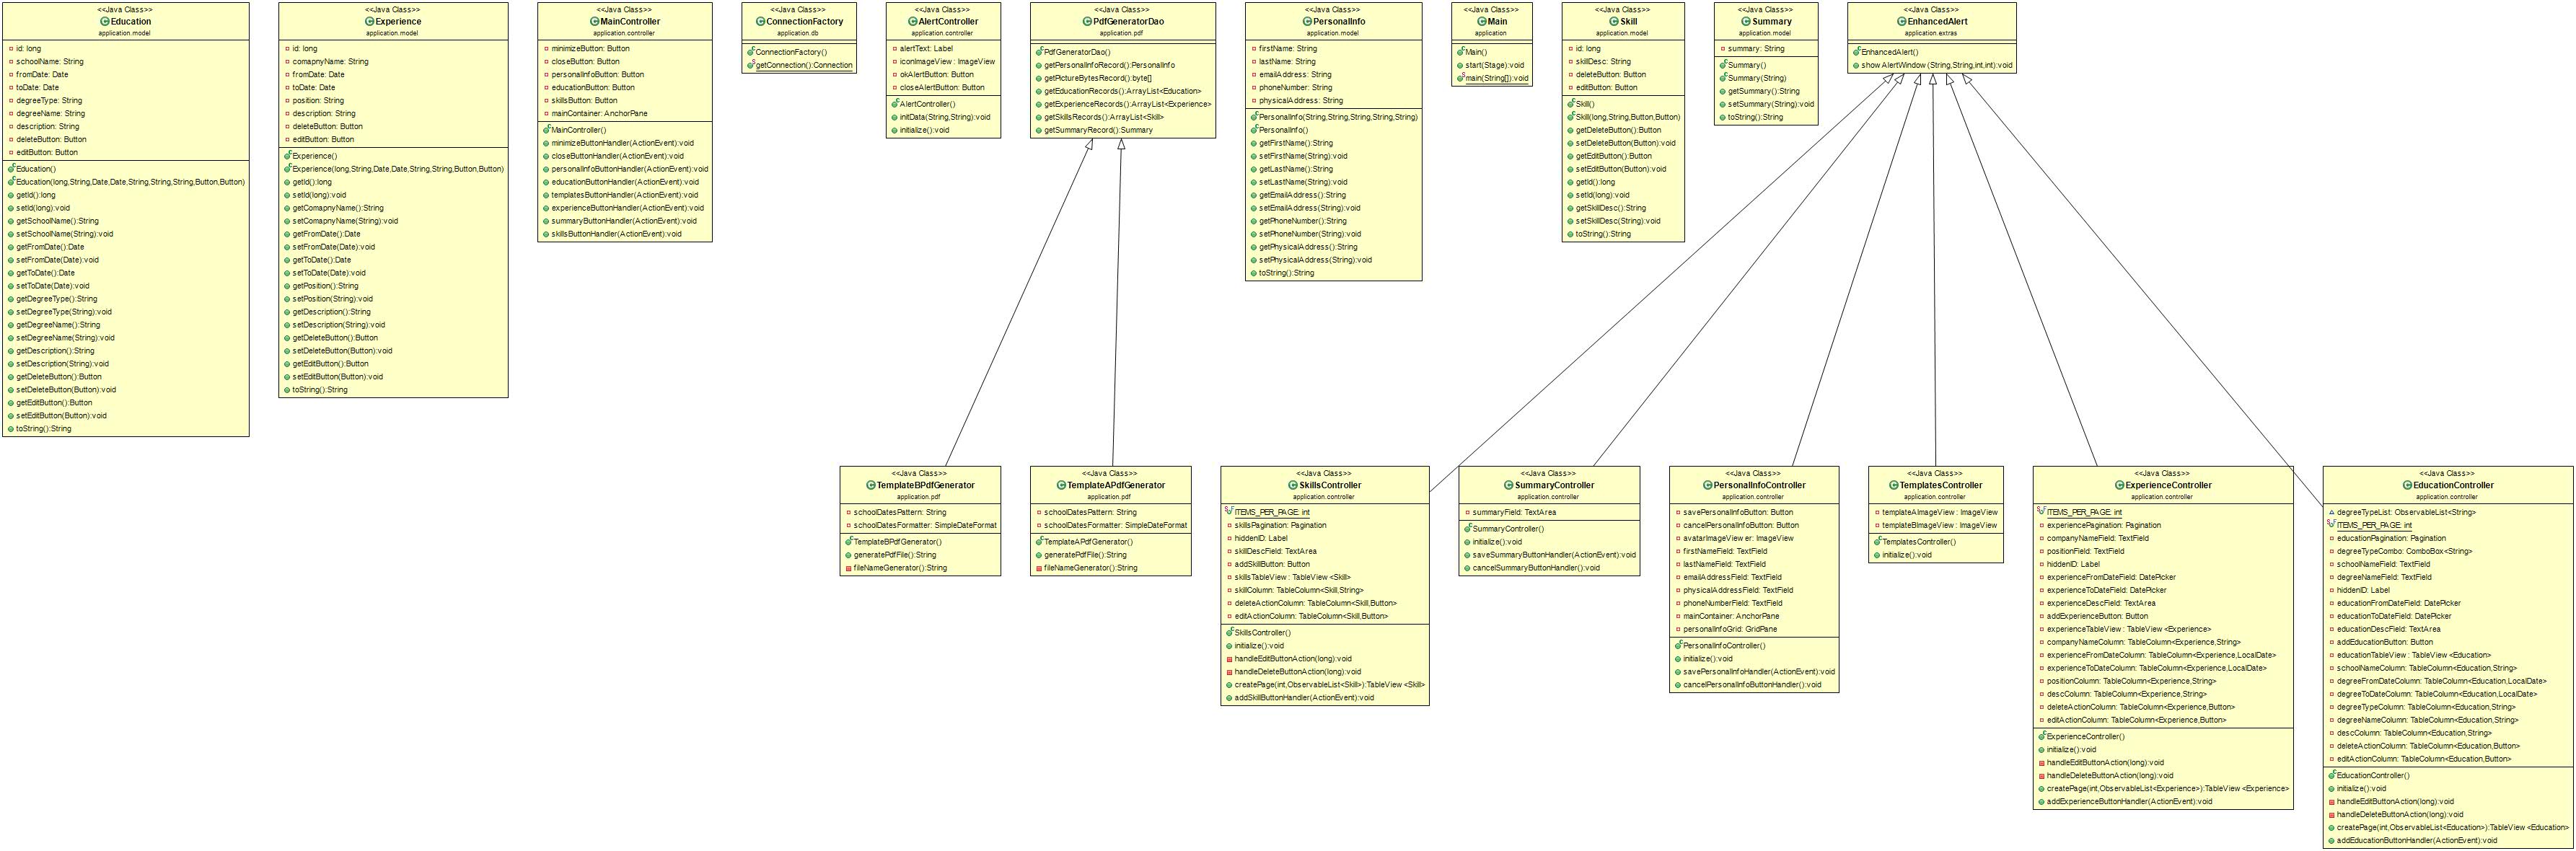 <<Java Class>>
Education
application.model
id: long
schoolName: String
fromDate: Date
toDate: Date
degreeType: String
degreeName: String
description: String
deleteButton: Button
editButton: Button
Education()
Education(long,String,Date,Date,String,String,String,Button,Button)
getId():long
setId(long):void
getSchoolName():String
setSchoolName(String):void
getFromDate():Date
setFromDate(Date):void
getToDate():Date
setToDate(Date):void
getDegreeType():String
setDegreeType(String):void
getDegreeName():String
setDegreeName(String):void
getDescription():String
setDescription(String):void
getDeleteButton():Button
setDeleteButton(Button):void
getEditButton():Button
setEditButton(Button):void
toString():String
<<Java Class>>
Experience
application.model
id: long
comapnyName: String
fromDate: Date
toDate: Date
position: String
description: String
deleteButton: Button
editButton: Button
Experience()
Experience(long,String,Date,Date,String,String,Button,Button)
getId():long
setId(long):void
getComapnyName():String
setComapnyName(String):void
getFromDate():Date
setFromDate(Date):void
getToDate():Date
setToDate(Date):void
getPosition():String
setPosition(String):void
getDescription():String
setDescription(String):void
getDeleteButton():Button
setDeleteButton(Button):void
getEditButton():Button
setEditButton(Button):void
toString():String
<<Java Class>>
MainController
application.controller
minimizeButton: Button
closeButton: Button
personalInfoButton: Button
educationButton: Button
skillsButton: Button
mainContainer: AnchorPane
MainController()
minimizeButtonHandler(ActionEvent):void
closeButtonHandler(ActionEvent):void
personalInfoButtonHandler(ActionEvent):void
educationButtonHandler(ActionEvent):void
templatesButtonHandler(ActionEvent):void
experienceButtonHandler(ActionEvent):void
summaryButtonHandler(ActionEvent):void
skillsButtonHandler(ActionEvent):void
<<Java Class>>
ConnectionFactory
application.db
ConnectionFactory()
getConnection():Connection
<<Java Class>>
AlertController
application.controller
alertText: Label
iconImageView: ImageView
okAlertButton: Button
closeAlertButton: Button
AlertController()
initData(String,String):void
initialize():void
<<Java Class>>
PdfGeneratorDao
application.pdf
PdfGeneratorDao()
getPersonalInfoRecord():PersonalInfo
getPictureBytesRecord():byte[]
getEducationRecords():ArrayList<Education>
getExperienceRecords():ArrayList<Experience>
getSkillsRecords():ArrayList<Skill>
getSummaryRecord():Summary
<<Java Class>>
PersonalInfo
application.model
firstName: String
lastName: String
emailAddress: String
phoneNumber: String
physicalAddress: String
PersonalInfo(String,String,String,String,String)
PersonalInfo()
getFirstName():String
setFirstName(String):void
getLastName():String
setLastName(String):void
getEmailAddress():String
setEmailAddress(String):void
getPhoneNumber():String
setPhoneNumber(String):void
getPhysicalAddress():String
setPhysicalAddress(String):void
toString():String
<<Java Class>>
Main
application
Main()
start(Stage):void
main(String[]):void
<<Java Class>>
Skill
application.model
id: long
skillDesc: String
deleteButton: Button
editButton: Button
Skill()
Skill(long,String,Button,Button)
getDeleteButton():Button
setDeleteButton(Button):void
getEditButton():Button
setEditButton(Button):void
getId():long
setId(long):void
getSkillDesc():String
setSkillDesc(String):void
toString():String
<<Java Class>>
Summary
application.model
summary: String
Summary()
Summary(String)
getSummary():String
setSummary(String):void
toString():String
<<Java Class>>
EnhancedAlert
application.extras
EnhancedAlert()
showAlertWindow(String,String,int,int):void
<<Java Class>>
TemplateBPdfGenerator
application.pdf
schoolDatesPattern: String
schoolDatesFormatter: SimpleDateFormat
TemplateBPdfGenerator()
generatePdfFile():String
fileNameGenerator():String
<<Java Class>>
TemplateAPdfGenerator
application.pdf
schoolDatesPattern: String
schoolDatesFormatter: SimpleDateFormat
TemplateAPdfGenerator()
generatePdfFile():String
fileNameGenerator():String
<<Java Class>>
SkillsController
application.controller
ITEMS_PER_PAGE: int
skillsPagination: Pagination
hiddenID: Label
skillDescField: TextArea
addSkillButton: Button
skillsTableView: TableView<Skill>
skillColumn: TableColumn<Skill,String>
deleteActionColumn: TableColumn<Skill,Button>
editActionColumn: TableColumn<Skill,Button>
SkillsController()
initialize():void
handleEditButtonAction(long):void
handleDeleteButtonAction(long):void
createPage(int,ObservableList<Skill>):TableView<Skill>
addSkillButtonHandler(ActionEvent):void
<<Java Class>>
SummaryController
application.controller
summaryField: TextArea
SummaryController()
initialize():void
saveSummaryButtonHandler(ActionEvent):void
cancelSummaryButtonHandler():void
<<Java Class>>
PersonalInfoController
application.controller
savePersonalInfoButton: Button
cancelPersonalInfoButton: Button
avatarImageViewer: ImageView
firstNameField: TextField
lastNameField: TextField
emailAddressField: TextField
physicalAddressField: TextField
phoneNumberField: TextField
mainContainer: AnchorPane
personalInfoGrid: GridPane
PersonalInfoController()
initialize():void
savePersonalInfoHandler(ActionEvent):void
cancelPersonalInfoButtonHandler():void
<<Java Class>>
TemplatesController
application.controller
templateAImageView: ImageView
templateBImageView: ImageView
TemplatesController()
initialize():void
<<Java Class>>
ExperienceController
application.controller
ITEMS_PER_PAGE: int
experiencePagination: Pagination
companyNameField: TextField
positionField: TextField
hiddenID: Label
experienceFromDateField: DatePicker
experienceToDateField: DatePicker
experienceDescField: TextArea
addExperienceButton: Button
experienceTableView: TableView<Experience>
companyNameColumn: TableColumn<Experience,String>
experienceFromDateColumn: TableColumn<Experience,LocalDate>
experienceToDateColumn: TableColumn<Experience,LocalDate>
positionColumn: TableColumn<Experience,String>
descColumn: TableColumn<Experience,String>
deleteActionColumn: TableColumn<Experience,Button>
editActionColumn: TableColumn<Experience,Button>
ExperienceController()
initialize():void
handleEditButtonAction(long):void
handleDeleteButtonAction(long):void
createPage(int,ObservableList<Experience>):TableView<Experience>
addExperienceButtonHandler(ActionEvent):void
<<Java Class>>
EducationController
application.controller
degreeTypeList: ObservableList<String>
ITEMS_PER_PAGE: int
educationPagination: Pagination
degreeTypeCombo: ComboBox<String>
schoolNameField: TextField
degreeNameField: TextField
hiddenID: Label
educationFromDateField: DatePicker
educationToDateField: DatePicker
educationDescField: TextArea
addEducationButton: Button
educationTableView: TableView<Education>
schoolNameColumn: TableColumn<Education,String>
degreeFromDateColumn: TableColumn<Education,LocalDate>
degreeToDateColumn: TableColumn<Education,LocalDate>
degreeTypeColumn: TableColumn<Education,String>
degreeNameColumn: TableColumn<Education,String>
descColumn: TableColumn<Education,String>
deleteActionColumn: TableColumn<Education,Button>
editActionColumn: TableColumn<Education,Button>
EducationController()
initialize():void
handleEditButtonAction(long):void
handleDeleteButtonAction(long):void
createPage(int,ObservableList<Education>):TableView<Education>
addEducationButtonHandler(ActionEvent):void